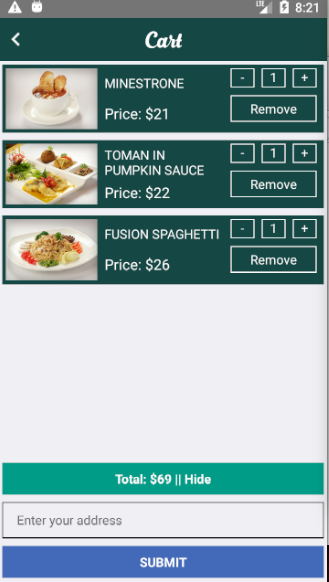 LTE 8:21
Cart
MINESTRONE
- 1 +
Price: $21
Remove
TOMAN IN
PUMPKIN SAUCE
- 1 +
Price: $22
Remove
FUSION SPAGHETTI
- 1 +
Price: $26
Remove
Total: $69 || Hide
Enter your address
SUBMIT